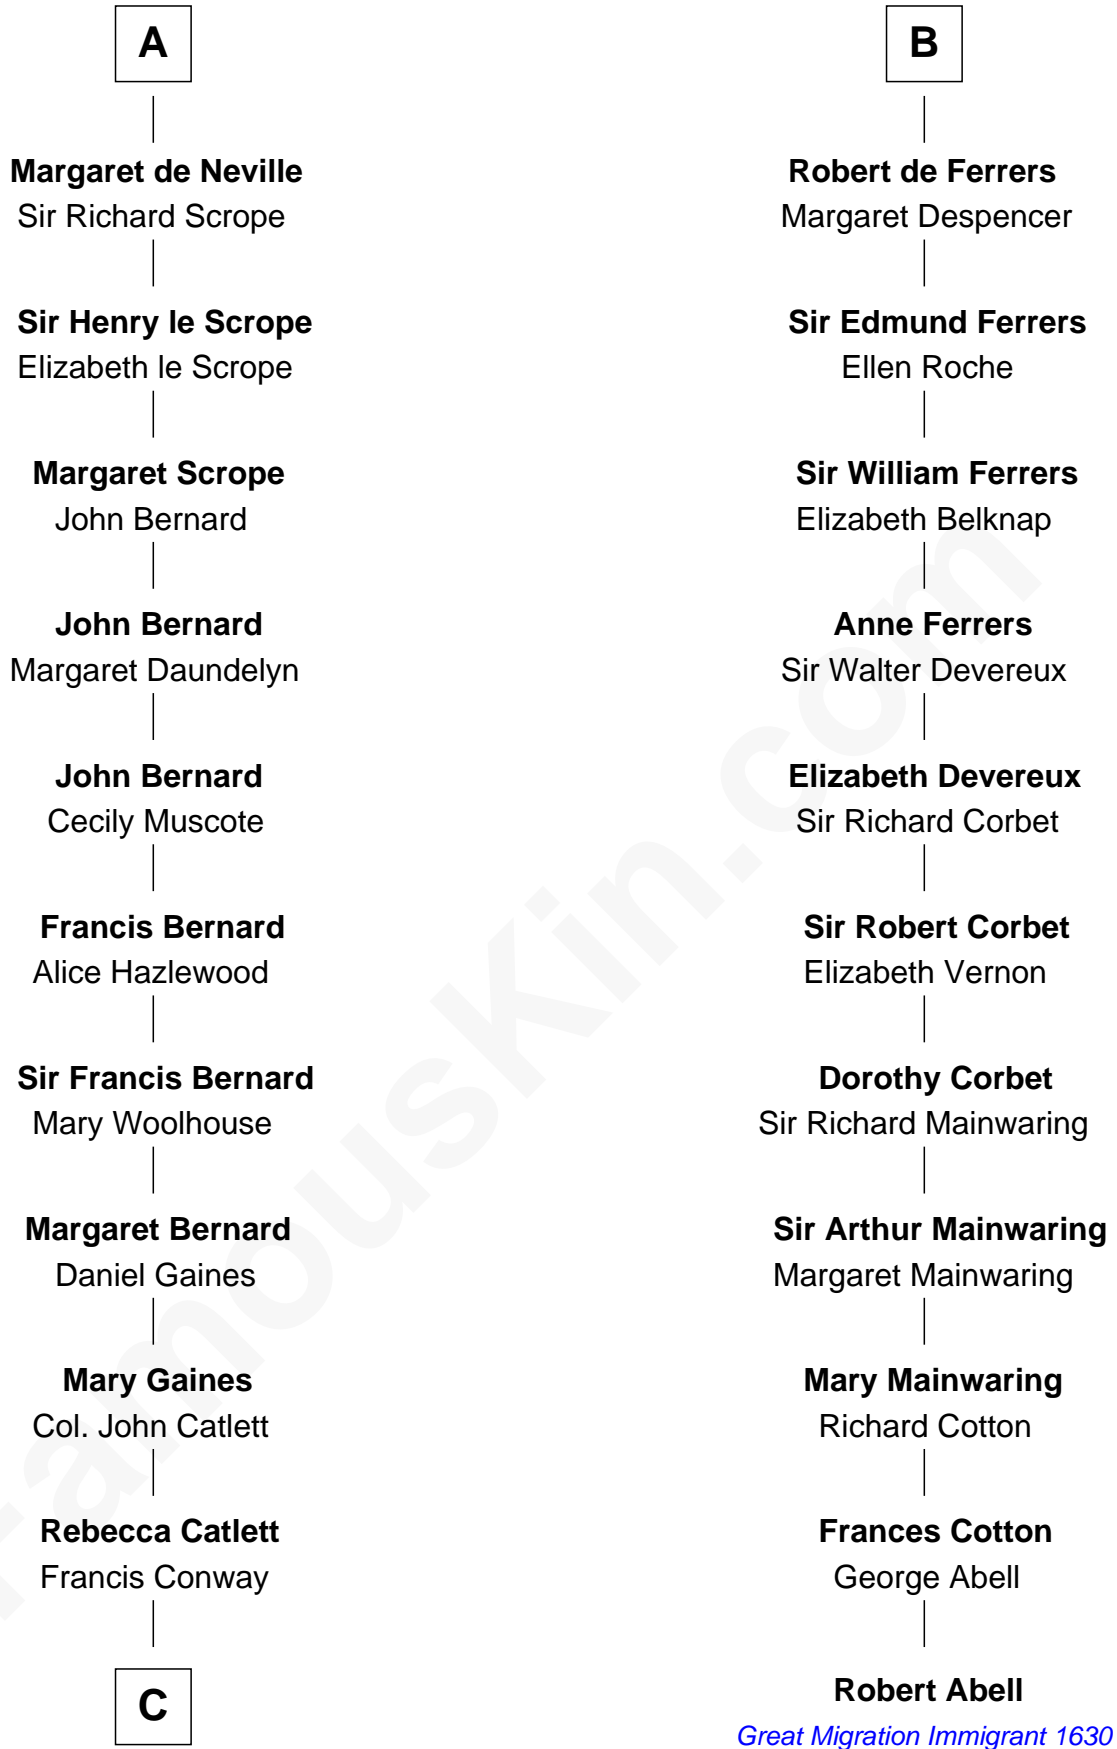 A
Margaret de Neville
Sir Richard Scrope
Sir Henry le Scrope
Elizabeth le Scrope
Margaret Scrope
John Bernard
John Bernard
Margaret Daundelyn
John Bernard
Cecily Muscote
Francis Bernard
Alice Hazlewood
Sir Francis Bernard
Mary Woolhouse
Margaret Bernard
Daniel Gaines
Mary Gaines
Col. John Catlett
Rebecca Catlett
Francis Conway
C
B
Robert de Ferrers
Margaret Despencer
Sir Edmund Ferrers
Ellen Roche
Sir William Ferrers
Elizabeth Belknap
Anne Ferrers
Sir Walter Devereux
Elizabeth Devereux
Sir Richard Corbet
Sir Robert Corbet
Elizabeth Vernon
Dorothy Corbet
Sir Richard Mainwaring
Sir Arthur Mainwaring
Margaret Mainwaring
Mary Mainwaring
Richard Cotton
Frances Cotton
George Abell
Robert Abell
Great Migration Immigrant 1630
FamousKin.com